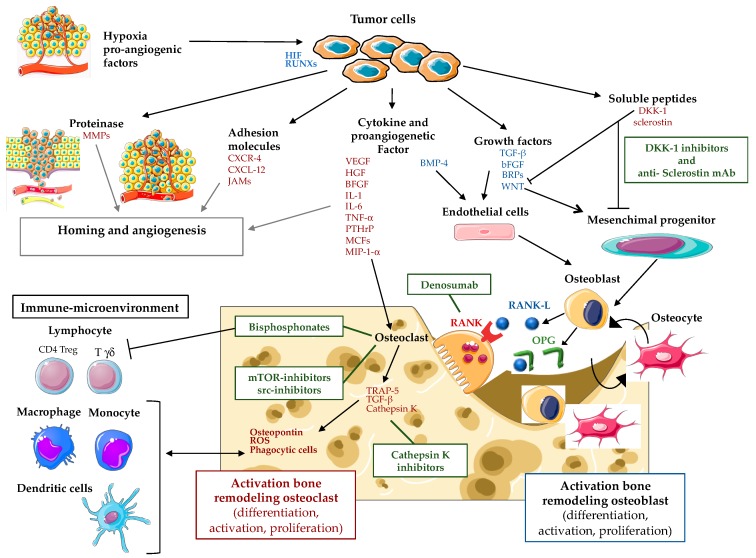 Tumor cells
Hypoxia
pro-angiogenic
factors
HIF
RUNXs
Proteinase
MMPs
Adhesion
molecules
CXCR-4
CXCL-12
JAMs
Cytokine and
proangiogenetic
Factor
VEGF
HGF
BFGF
IL-1
IL-6
TNF-α
PTHrP
MCFs
MIP-1-α
BMP-4
Growth factors
TGF-β
bFGF
BRPs
WNT
Soluble peptides
DKK-1
sclerostin
DKK-1 inhibitors
and
anti- Sclerostin mAb
Homing and angiogenesis
Endothelial cells
Mesenchimal progenitor
Immune-microenvironment
Lymphocyte
CD4 Treg
T γδ
Macrophage
Monocyte
Dendritic cells
Bisphosphonates
mTOR-inhibitors
src-inhibitors
Osteoclast
TRAP-5
TGF-β
Cathepsin K
Osteopontin
ROS
Phagocytic cells
Cathepsin K
inhibitors
Denosumab
RANK
RANK-L
OPG
Osteoblast
Osteocyte
Activation bone
remodeling osteoclast
(differentiation,
activation, proliferation)
Activation bone
remodeling osteoblast
(differentiation,
activation, proliferation)